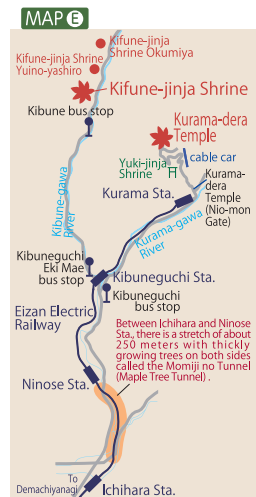 MAP E
Kifune-jinja
Shrine Okumiya
Kifune-jinja Shrine
Yuino-yashiro
Kifune-jinja Shrine
Kibune bus stop
Kurama-dera
Temple
Yuki-jinja
Shrine
cable car
Kurama-
dera
Temple
(Nio-mon
Gate)
Kurama Sta.
Kibune-gawa
River
Kurama-gawa
River
Kibuneguchi
Eki Mae
bus stop
Kibuneguchi Sta.
Kibuneguchi
bus stop
Eizan Electric
Railway
Between Ichihara and Ninose
Sta., there is a stretch of about
250 meters with thickly
growing trees on both sides
called the Momiji no Tunnel
(Maple Tree Tunnel) .
Ninose Sta.
To
Demachiyanagi
Ichihara Sta.